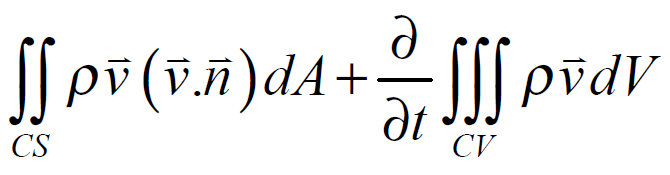 ∬_CS ρv⃗(v⃗.n⃗)dA + ∂/∂t ∭_CV ρv⃗dV